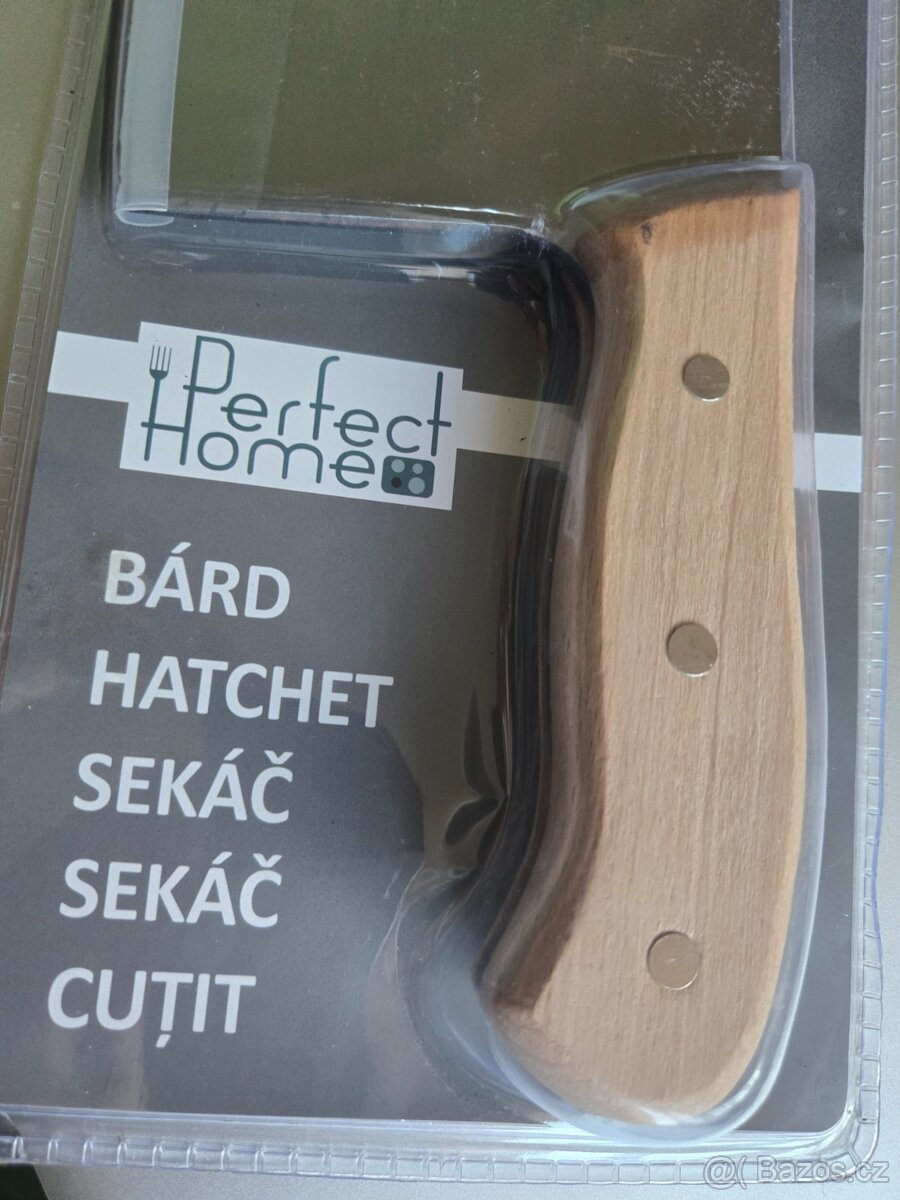 Perfect
Home
BÁRD
HATCHET
SEKÁČ
SEKÁČ
CUȚIT
@( Bazos.cz